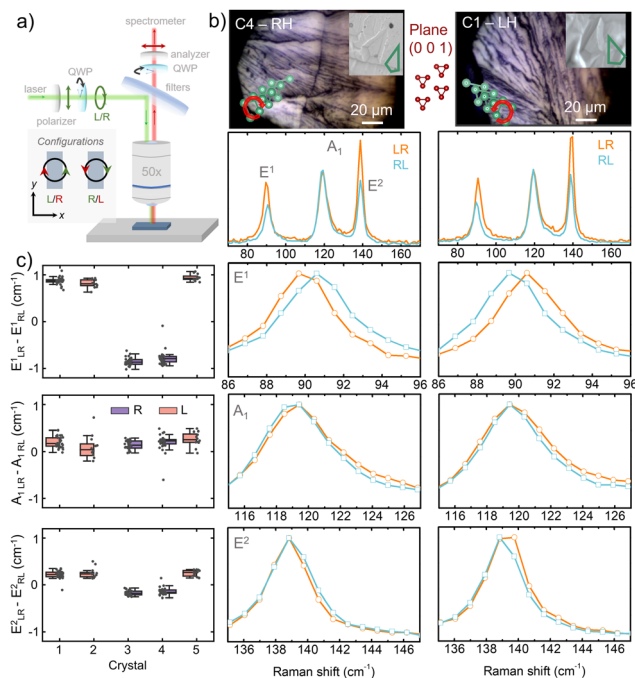 a)
spectrometer
analyzer
QWP
QWP
laser
filters
polarizer
L/R
Configurations
50x
y
x
L/R
R/L
b)
C4 – RH
20 µm
Plane
(0 0 1)
C1 – LH
20 µm
E¹
A₁
E²
LR
RL
80 100 120 140 160
LR
RL
80 100 120 140 160
c)
E¹LR - E¹RL (cm⁻¹)
1
0
-1
E¹
86 88 90 92 94 96
86 88 90 92 94 96
A₁ LR - A₁ RL (cm⁻¹)
1
0
-1
R
L
A₁
116 118 120 122 124 126
116 118 120 122 124 126
E²LR - E²RL (cm⁻¹)
1
0
-1
1 2 3 4 5
Crystal
E²
136 138 140 142 144 146
Raman shift (cm⁻¹)
136 138 140 142 144 146
Raman shift (cm⁻¹)